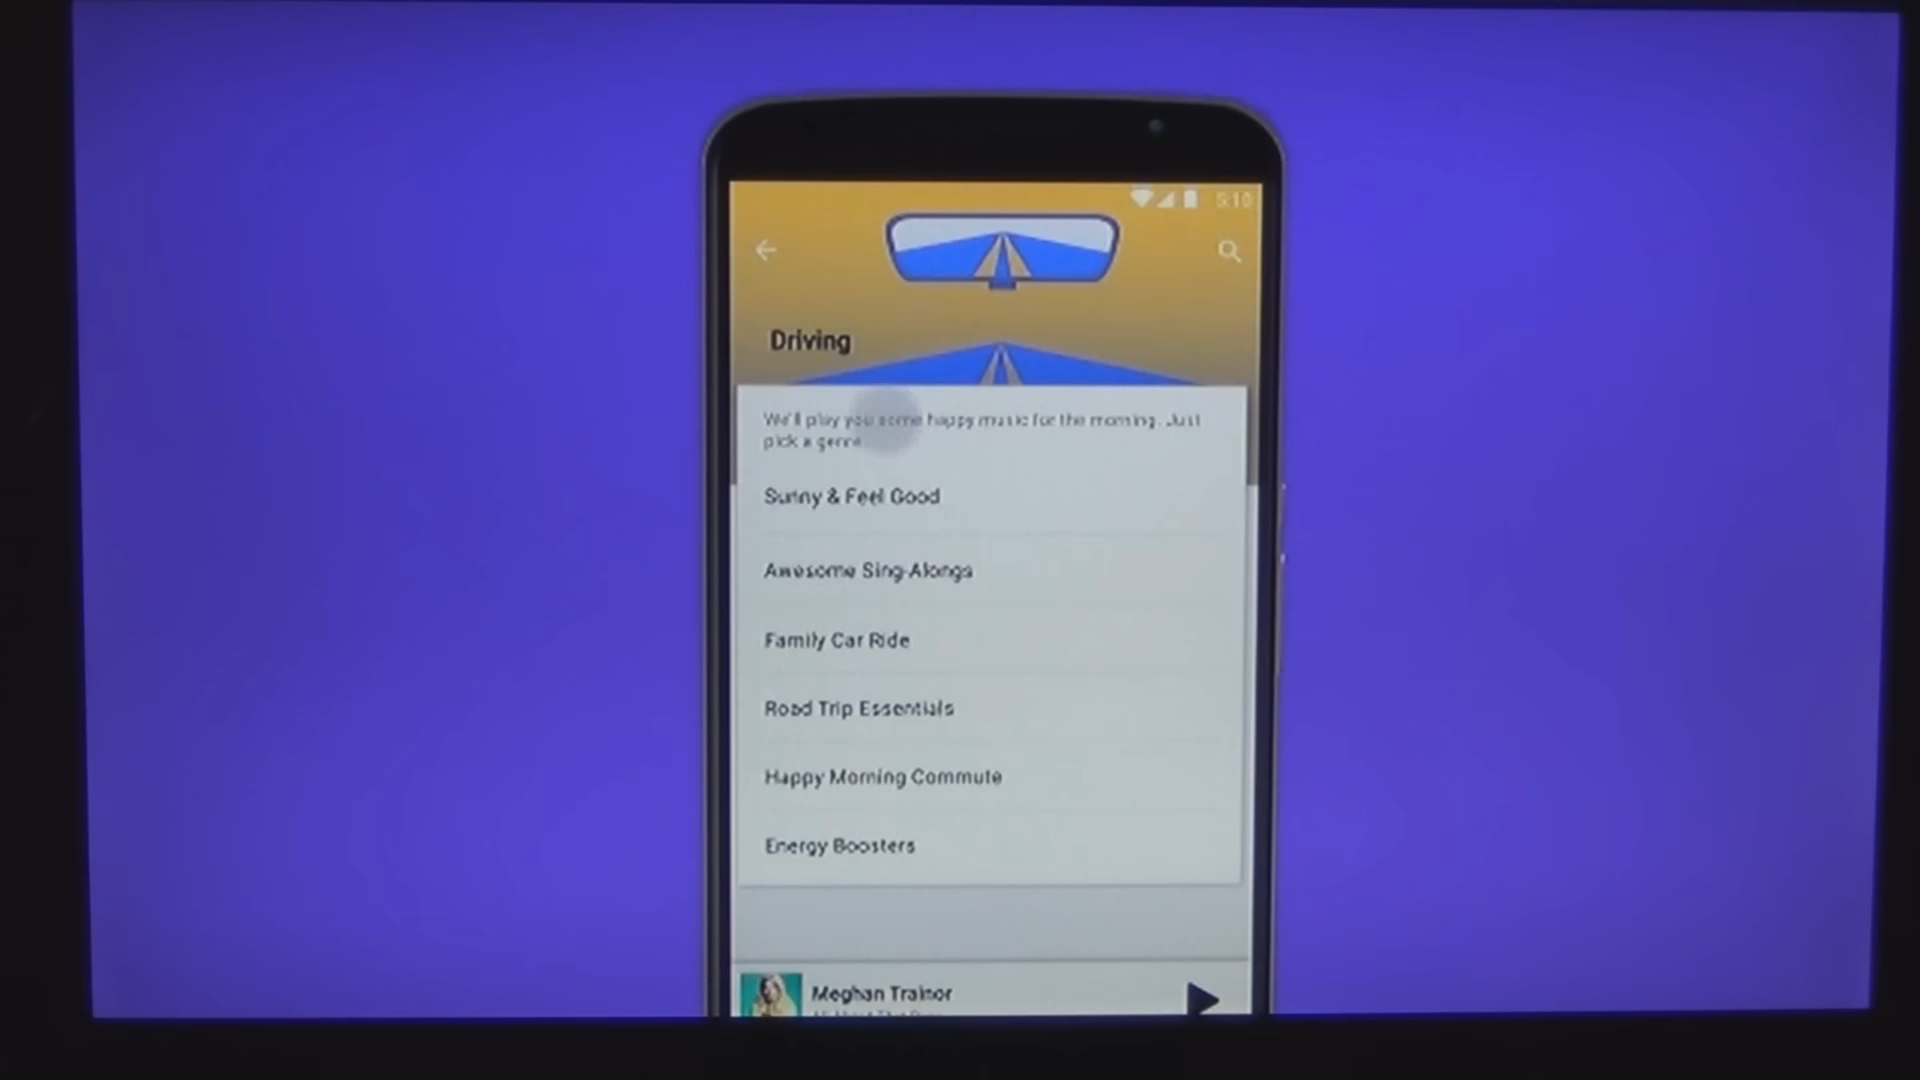 5:10
Driving
We'll play you some happy music for the morning. Just
pick a genre
Sunny & Feel Good
Awesome Sing-Alongs
Family Car Ride
Road Trip Essentials
Happy Morning Commute
Energy Boosters
Meghan Trainor